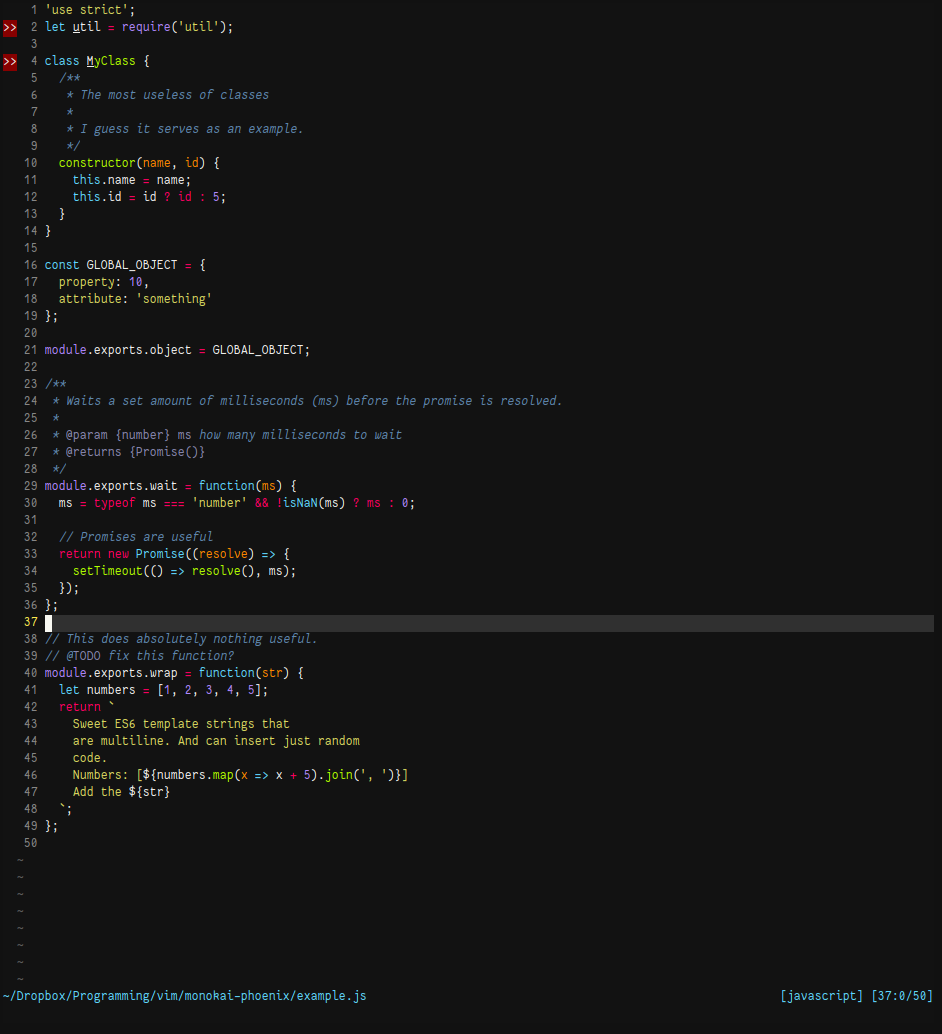 1 'use strict';
>> 2 let util = require('util');
3
>> 4 class MyClass {
5   /**
6    * The most useless of classes
7    *
8    * I guess it serves as an example.
9    */
10   constructor(name, id) {
11     this.name = name;
12     this.id = id ? id : 5;
13   }
14 }
15
16 const GLOBAL_OBJECT = {
17   property: 10,
18   attribute: 'something'
19 };
20
21 module.exports.object = GLOBAL_OBJECT;
22
23 /**
24  * Waits a set amount of milliseconds (ms) before the promise is resolved.
25  *
26  * @param {number} ms how many milliseconds to wait
27  * @returns {Promise()}
28  */
29 module.exports.wait = function(ms) {
30   ms = typeof ms === 'number' && !isNaN(ms) ? ms : 0;
31
32   // Promises are useful
33   return new Promise((resolve) => {
34     setTimeout(() => resolve(), ms);
35   });
36 };
37
38 // This does absolutely nothing useful.
39 // @TODO fix this function?
40 module.exports.wrap = function(str) {
41   let numbers = [1, 2, 3, 4, 5];
42   return `
43     Sweet ES6 template strings that
44     are multiline. And can insert just random
45     code.
46     Numbers: [${numbers.map(x => x + 5).join(', ')}]
47     Add the ${str}
48   `;
49 };
50
~
~
~
~
~
~
~
~
~/Dropbox/Programming/vim/monokai-phoenix/example.js [javascript] [37:0/50]